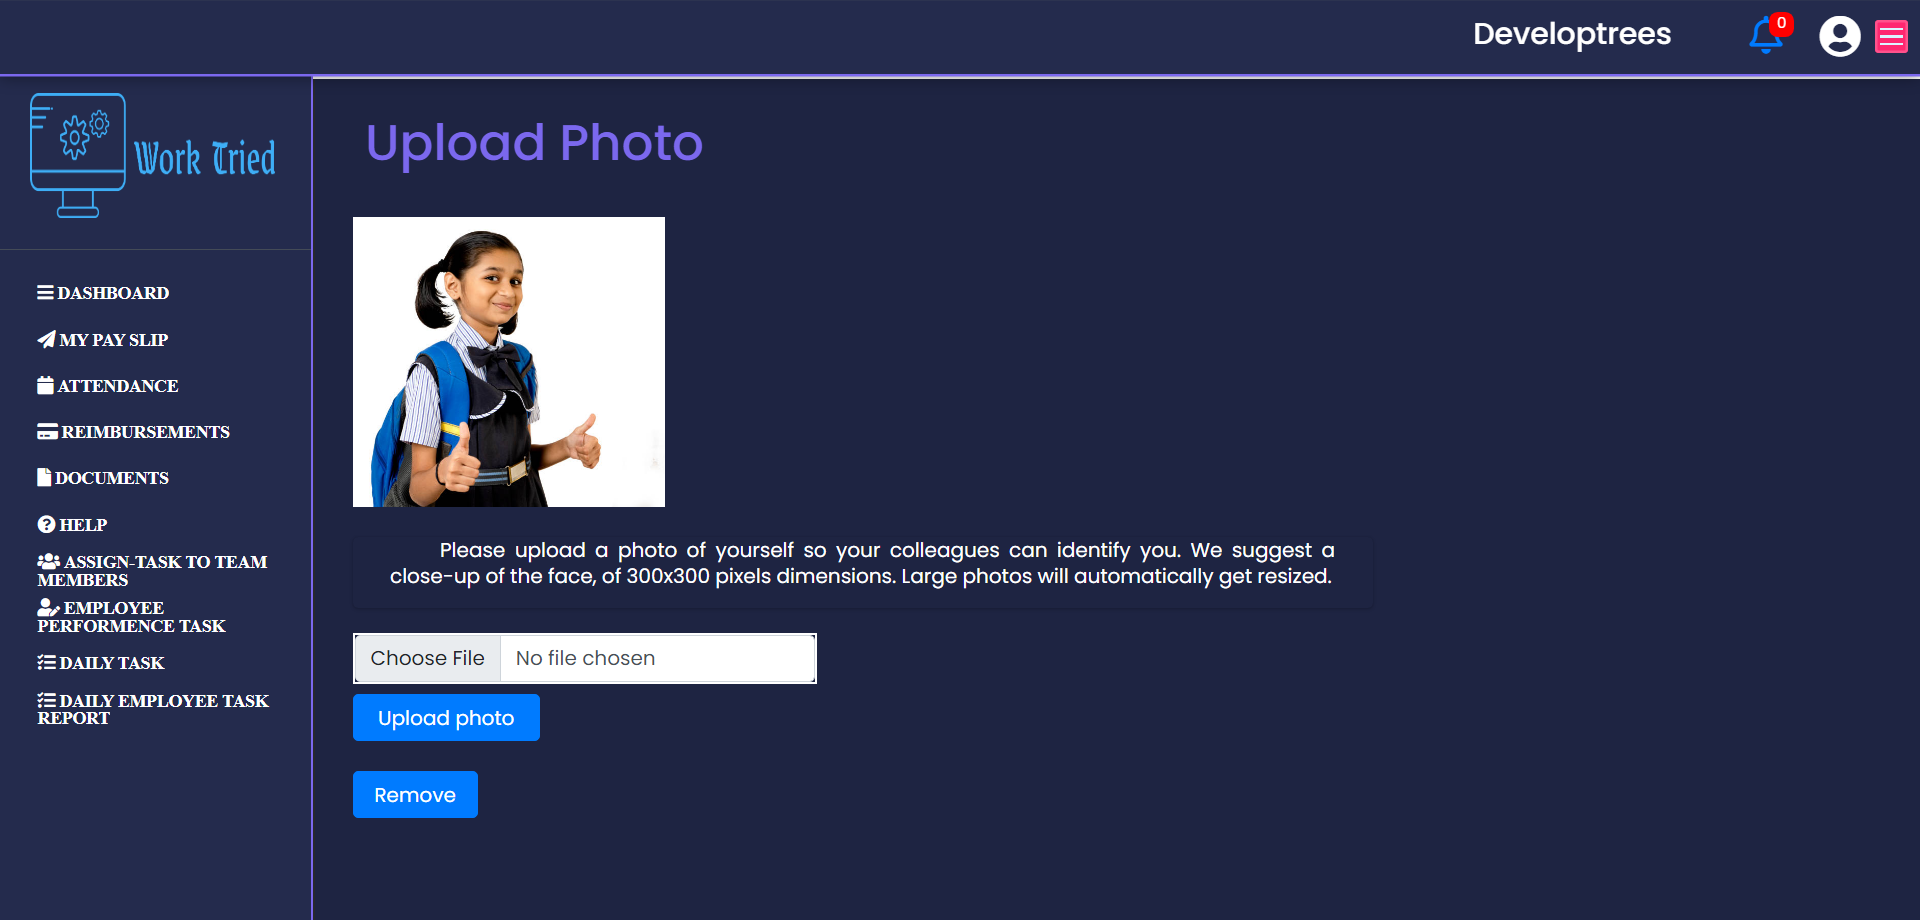 Developtrees
0
Work Tried
Upload Photo
DASHBOARD
MY PAY SLIP
ATTENDANCE
REIMBURSEMENTS
DOCUMENTS
HELP
ASSIGN-TASK TO TEAM
MEMBERS
EMPLOYEE
PERFORMENCE TASK
DAILY TASK
DAILY EMPLOYEE TASK
REPORT
Please upload a photo of yourself so your colleagues can identify you. We suggest a
close-up of the face, of 300x300 pixels dimensions. Large photos will automatically get resized.
Choose File No file chosen
Upload photo
Remove